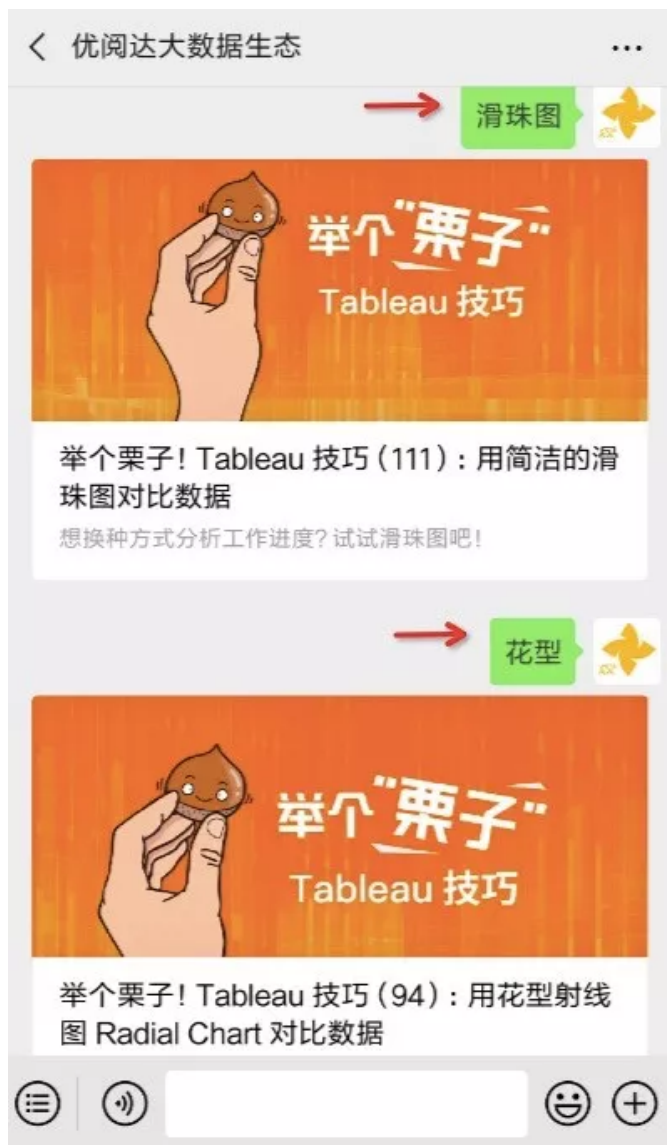 优阅达大数据生态
滑珠图
举个"栗子"
Tableau 技巧
举个栗子！Tableau 技巧（111）：用简洁的滑
珠图对比数据
想换种方式分析工作进度？试试滑珠图吧！
花型
举个"栗子"
Tableau 技巧
举个栗子！Tableau 技巧（94）：用花型射线
图 Radial Chart 对比数据